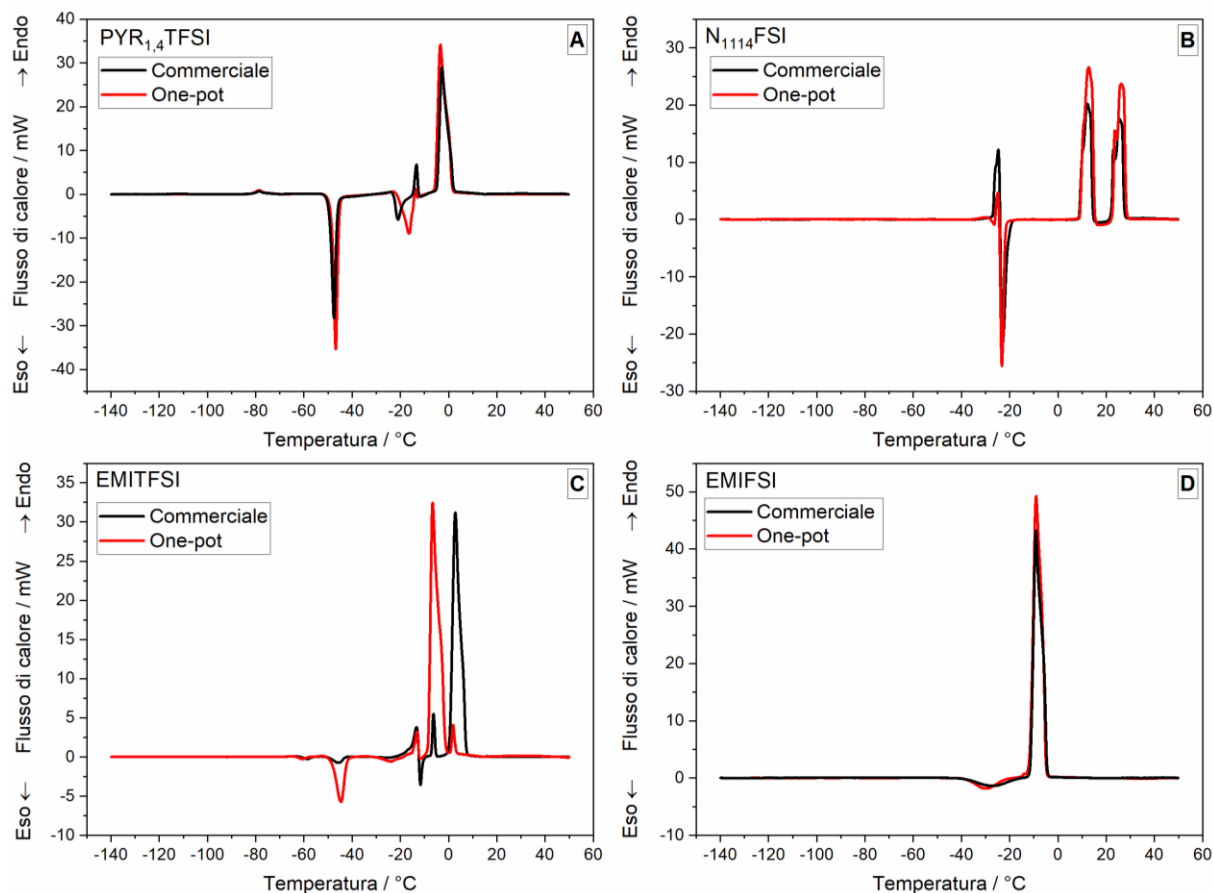 PYR1,4TFSI
A
Commerciale
One-pot
Eso ← Flusso di calore / mW → Endo
40
30
20
10
0
-10
-20
-30
-40
-140 -120 -100 -80 -60 -40 -20 0 20 40 60
Temperatura / °C
N1114FSI
B
Commerciale
One-pot
Eso ← Flusso di calore / mW → Endo
30
20
10
0
-10
-20
-30
-140 -120 -100 -80 -60 -40 -20 0 20 40 60
Temperatura / °C
EMITFSI
C
Commerciale
One-pot
Eso ← Flusso di calore / mW → Endo
35
30
25
20
15
10
5
0
-5
-10
-140 -120 -100 -80 -60 -40 -20 0 20 40 60
Temperatura / °C
EMIFSI
D
Commerciale
One-pot
Eso ← Flusso di calore / mW → Endo
50
40
30
20
10
0
-10
-140 -120 -100 -80 -60 -40 -20 0 20 40 60
Temperatura / °C